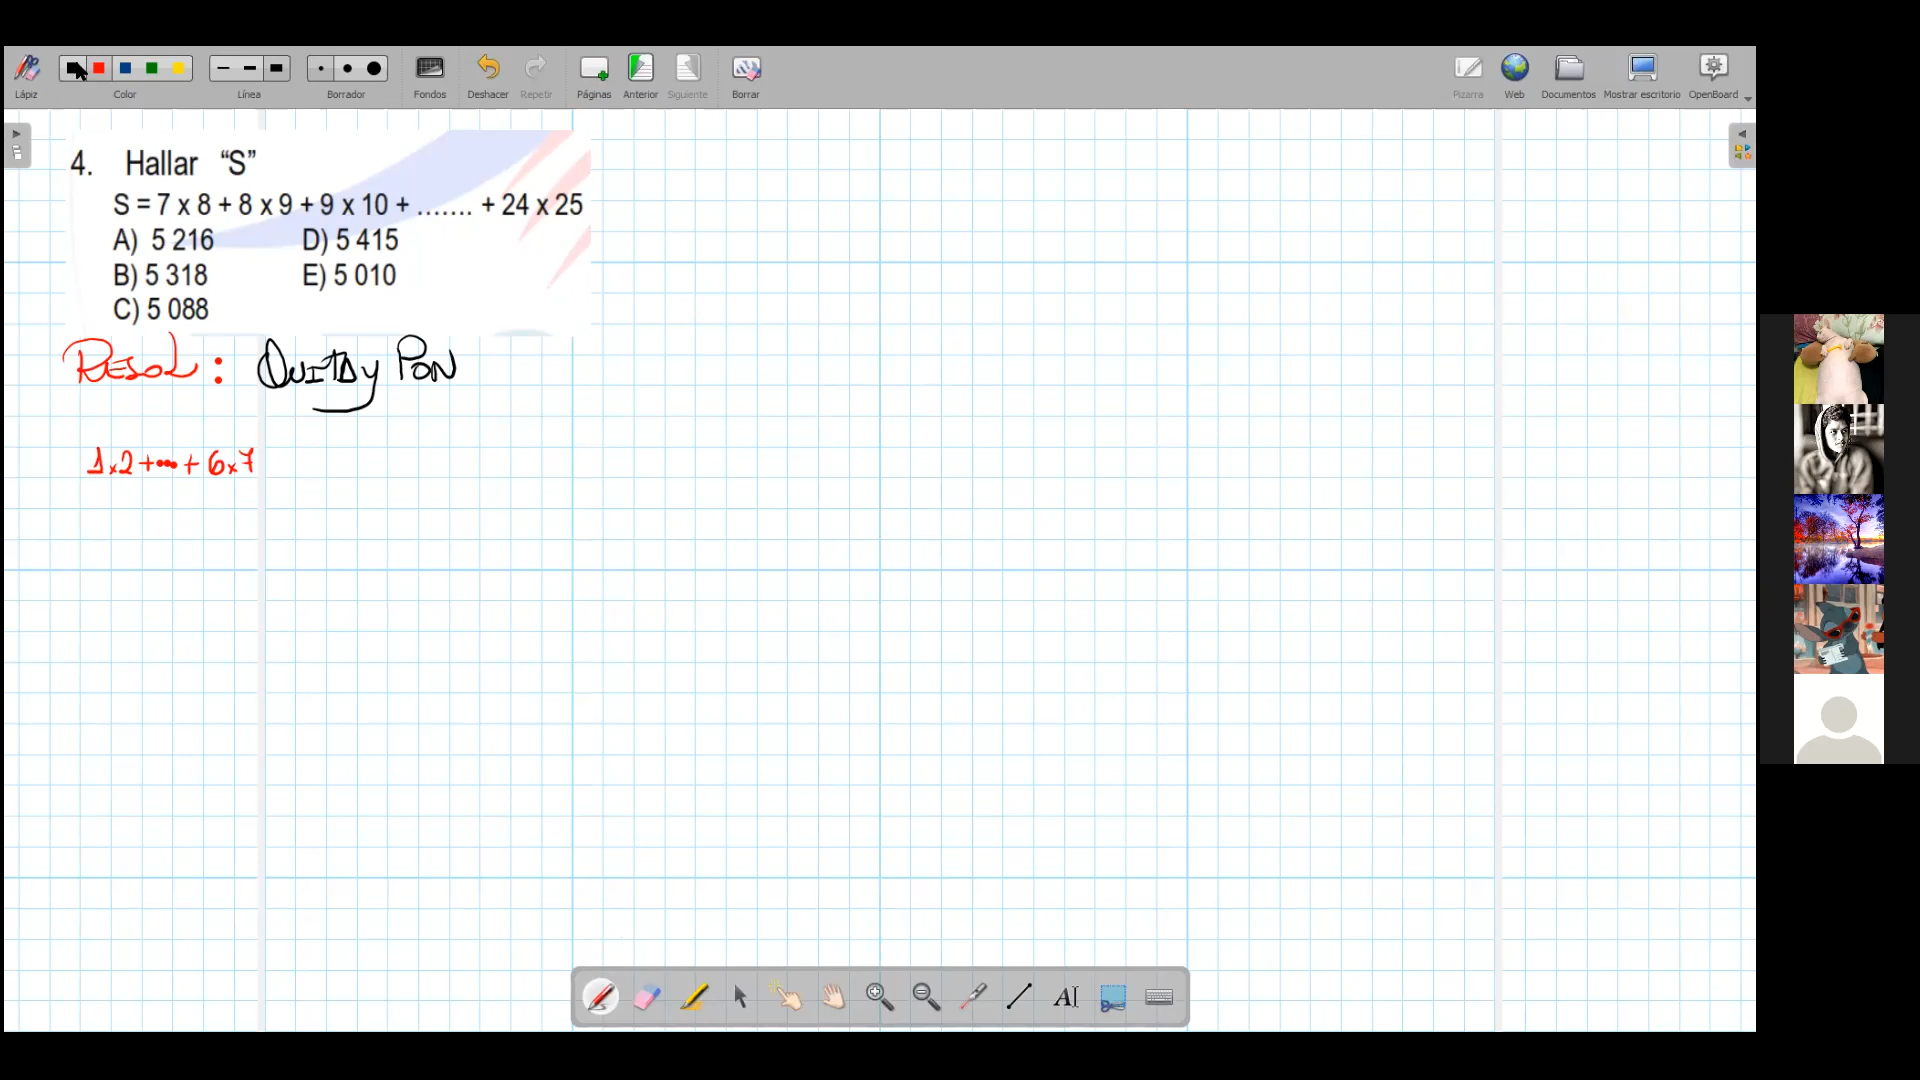 Lápiz Color Línea Borrador Fondos Deshacer Repetir Páginas Anterior Siguiente Borrar Pizarra Web Documentos Mostrar escritorio OpenBoard
4. Hallar “S”
S = 7 x 8 + 8 x 9 + 9 x 10 + ……. + 24 x 25
A) 5 216 D) 5 415
B) 5 318 E) 5 010
C) 5 088
RESOL: QUITA y PON
1x2 + ... + 6x7
AI